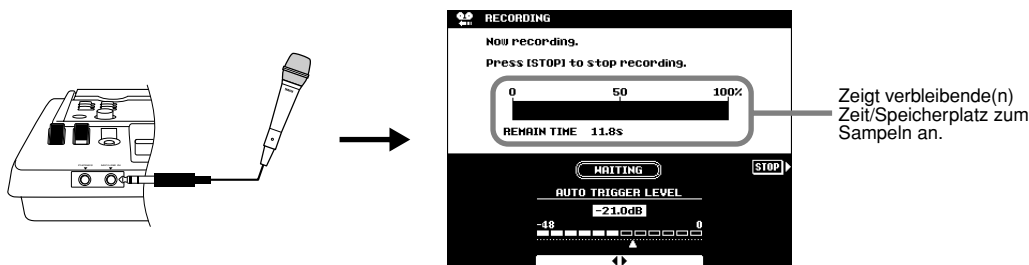 RECORDING
Now recording.
Press [STOP] to stop recording.
0 50 100%
REMAIN TIME 11.8s
Zeigt verbleibende(n)
Zeit/Speicherplatz zum
Sampeln an.
WAITING
STOP
AUTO TRIGGER LEVEL
-21.0dB
-48 0